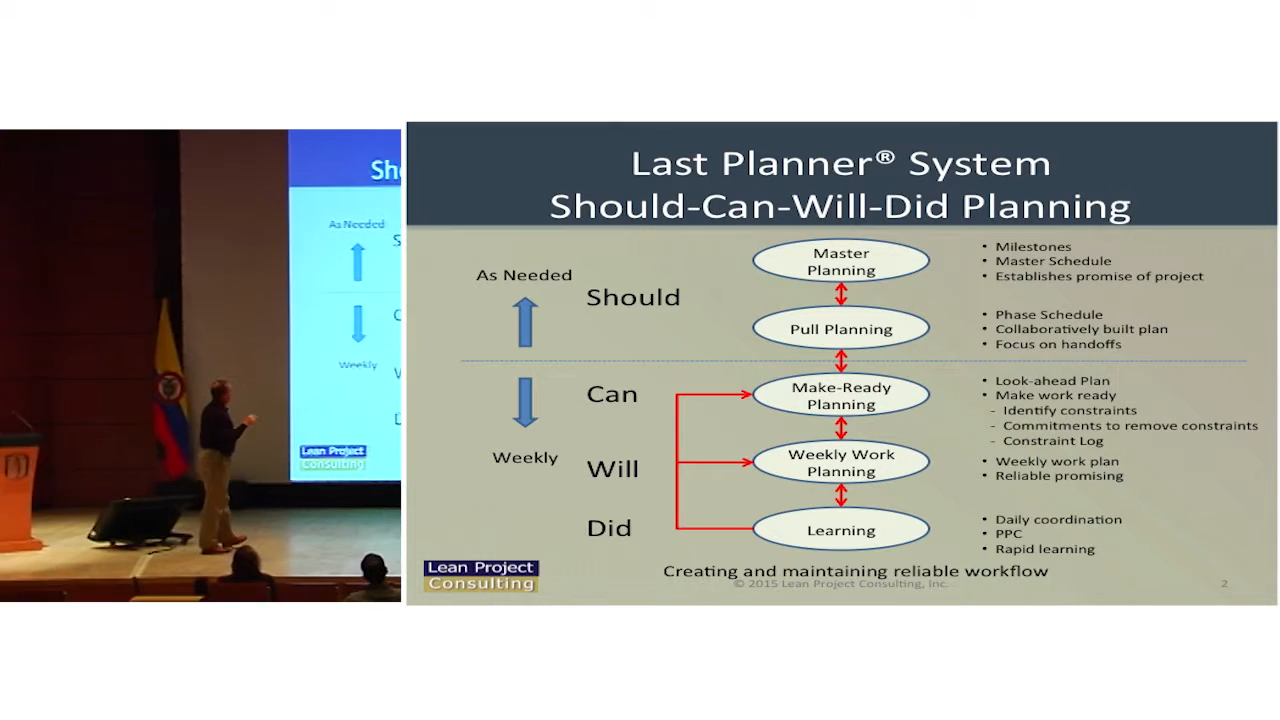 Sh
As Needed
S
C
Weekly
W
D
Lean Project
Consulting
Last Planner® System
Should-Can-Will-Did Planning
As Needed
Should
Weekly
Can
Will
Did
Master
Planning
Pull Planning
Make-Ready
Planning
Weekly Work
Planning
Learning
• Milestones
• Master Schedule
• Establishes promise of project
• Phase Schedule
• Collaboratively built plan
• Focus on handoffs
• Look-ahead Plan
• Make work ready
- Identify constraints
- Commitments to remove constraints
- Constraint Log
• Weekly work plan
• Reliable promising
• Daily coordination
• PPC
• Rapid learning
Lean Project
Consulting
Creating and maintaining reliable workflow
© 2015 Lean Project Consulting, Inc.
2